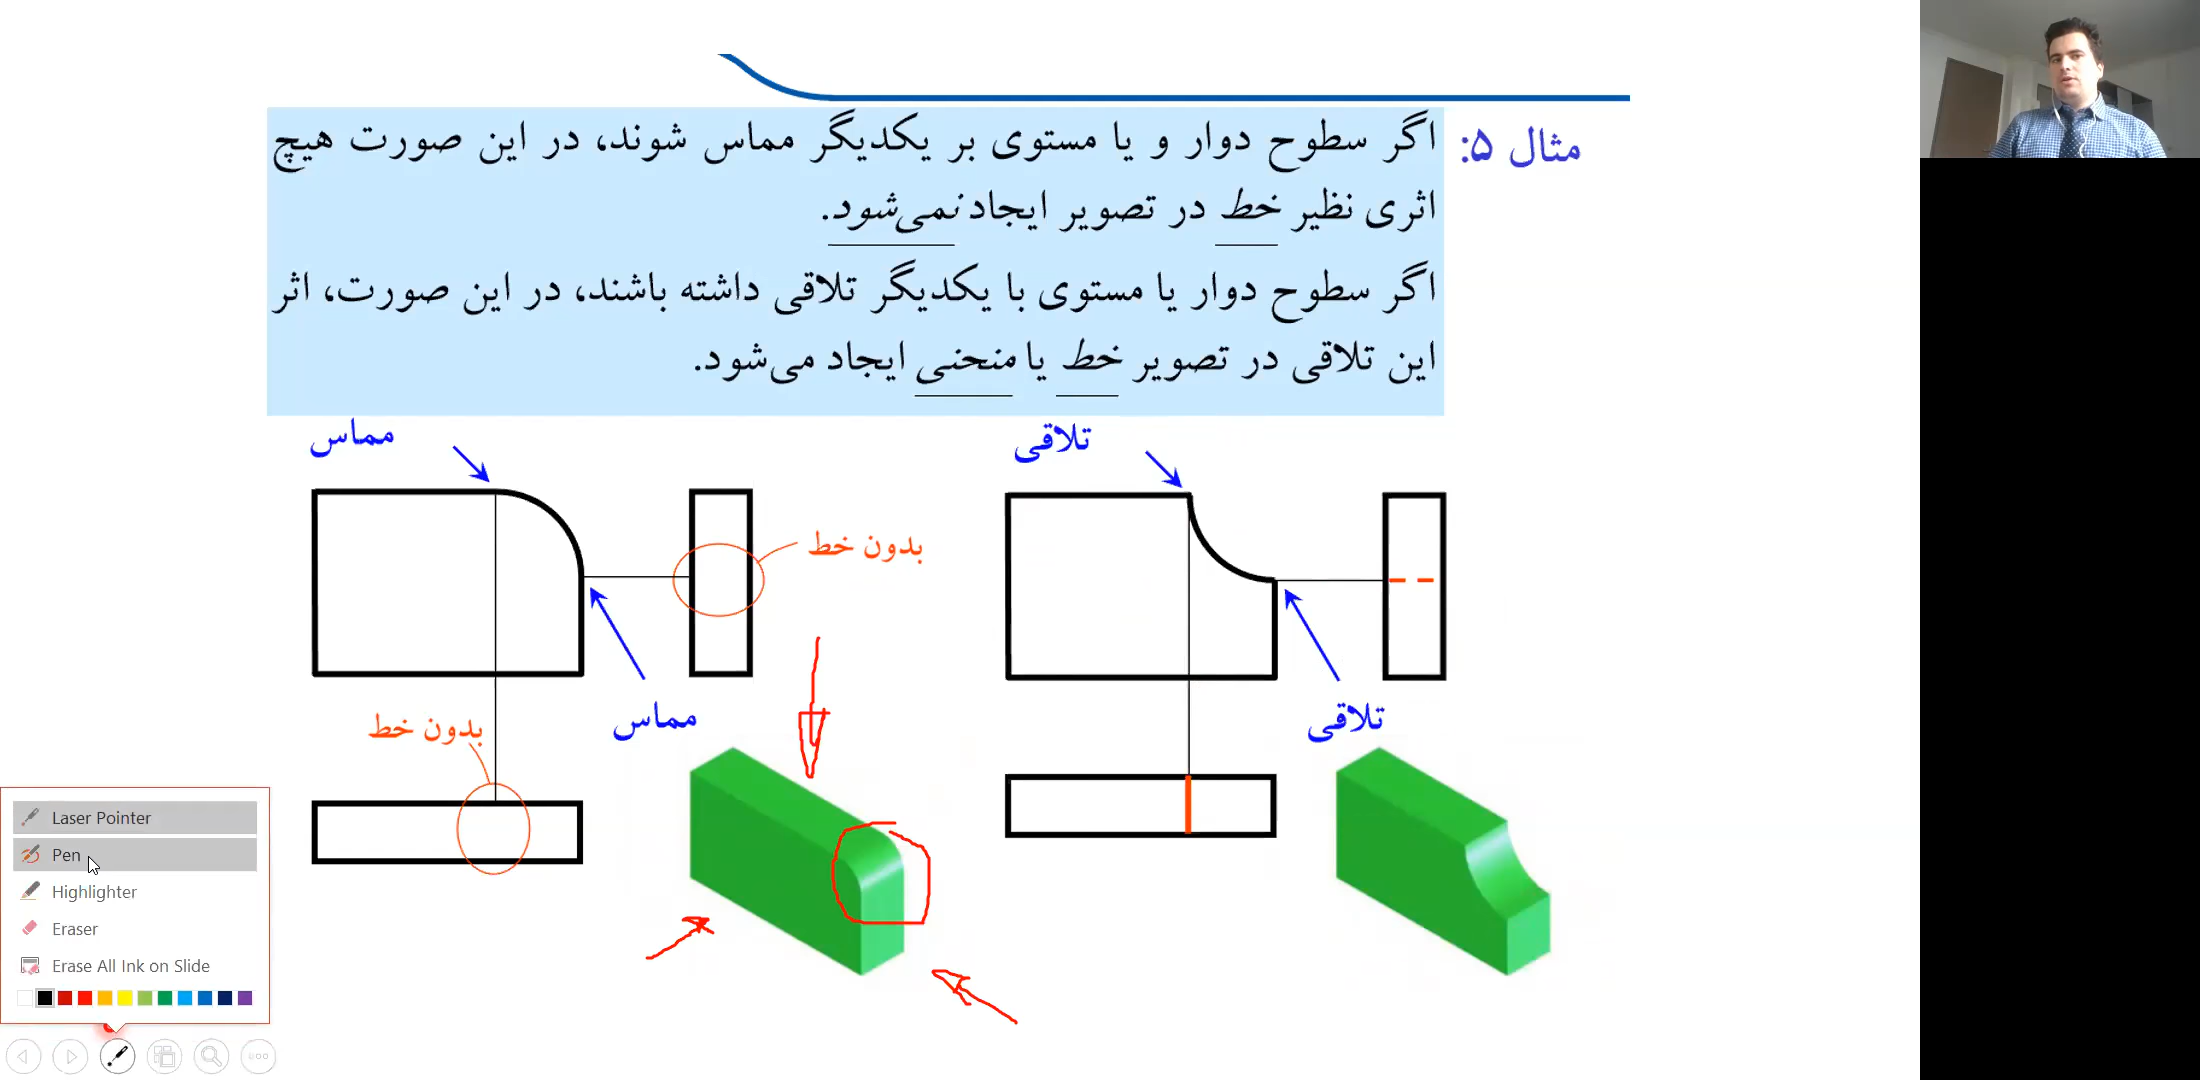 مثال ۵:
اگر سطوح دوار و یا مستوی بر یکدیگر مماس شوند، در این صورت هیچ
اثری نظیر خط در تصویر ایجاد نمی‌شود.
اگر سطوح دوار یا مستوی با یکدیگر تلاقی داشته باشند، در این صورت، اثر
این تلاقی در تصویر خط یا منحنی ایجاد می‌شود.
تلاقی
مماس
بدون خط
تلاقی
مماس
بدون خط
Laser Pointer
Pen
Highlighter
Eraser
Erase All Ink on Slide